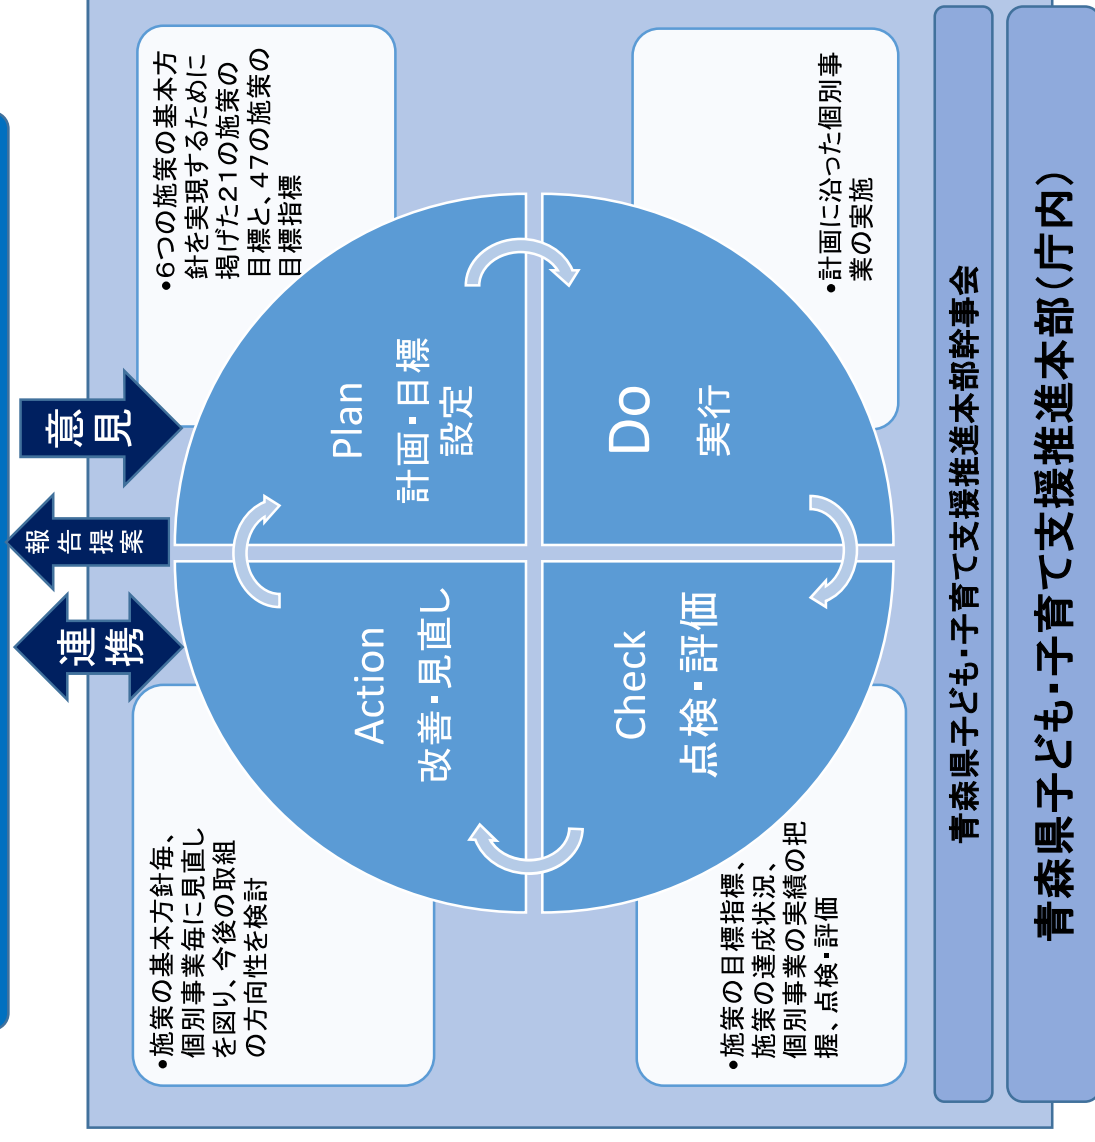 連
携
報
告
提
案
意
見
•施策の基本方針毎、
個別事業毎に見直し
を図り、今後の取組
の方向性を検討
•６つの施策の基本方
針を実現するために
掲げた２１の施策の
目標と、４７の施策の
目標指標
Action
改善・見直し
Plan
計画・目標
設定
Check
点検・評価
Do
実行
•施策の目標指標、
施策の達成状況、
個別事業の実績の把
握、点検・評価
•計画に沿った個別事
業の実施
青森県子ども・子育て支援推進本部幹事会
青森県子ども・子育て支援推進本部（庁内）